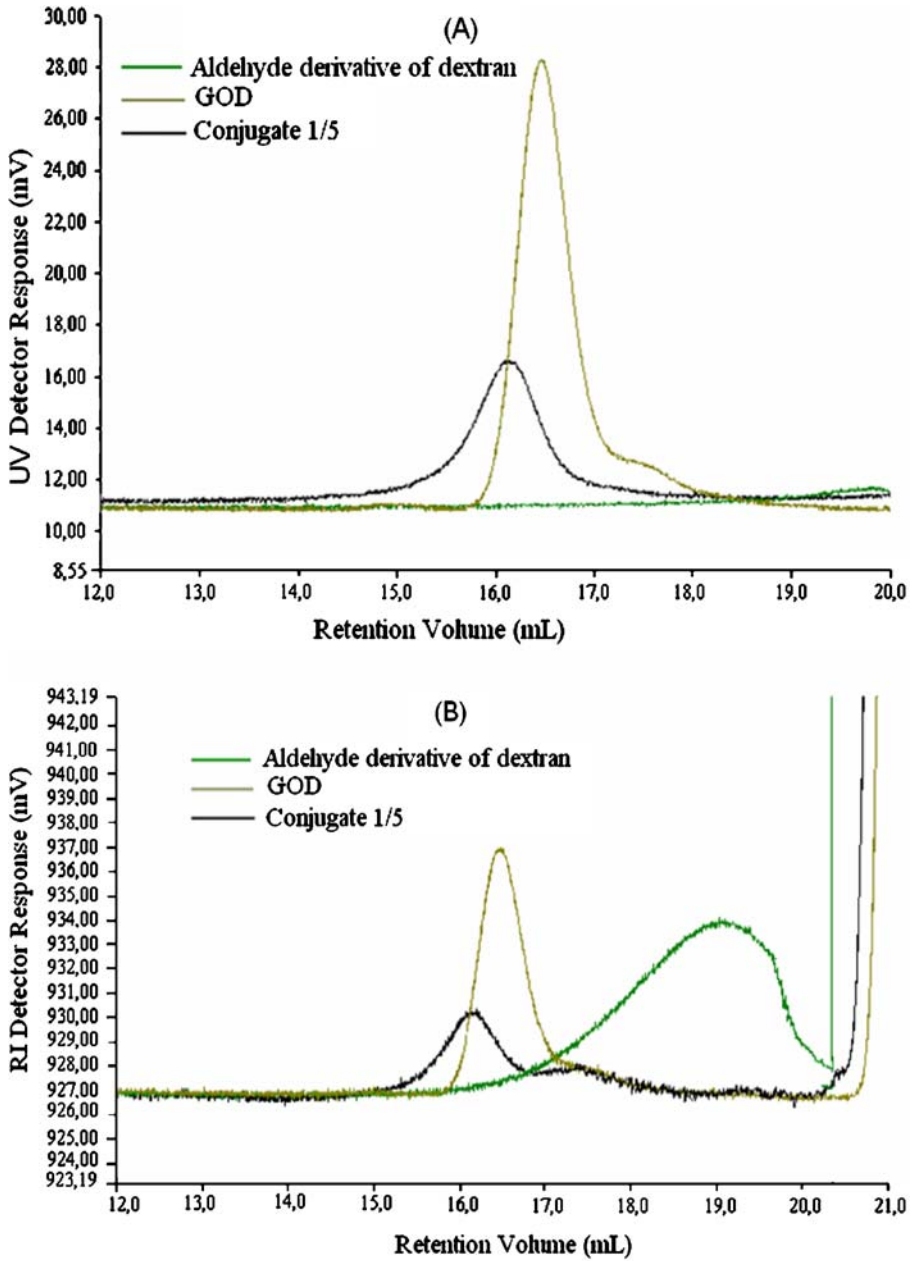 (A)
30,00
28,00
26,00
24,00
22,00
20,00
18,00
16,00
14,00
12,00
10,00
8,55
UV Detector Response (mV)
Aldehyde derivative of dextran
GOD
Conjugate 1/5
12,0 13,0 14,0 15,0 16,0 17,0 18,0 19,0 20,0
Retention Volume (mL)
(B)
943,19
942,00
941,00
940,00
939,00
938,00
937,00
936,00
935,00
934,00
933,00
932,00
931,00
930,00
929,00
928,00
927,00
926,00
925,00
924,00
923,19
RI Detector Response (mV)
Aldehyde derivative of dextran
GOD
Conjugate 1/5
12,0 13,0 14,0 15,0 16,0 17,0 18,0 19,0 20,0 21,0
Retention Volume (mL)